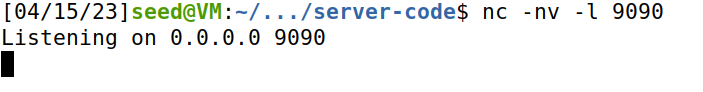 [04/15/23]seed@VM:~/.../server-code$ nc -nv -l 9090
Listening on 0.0.0.0 9090